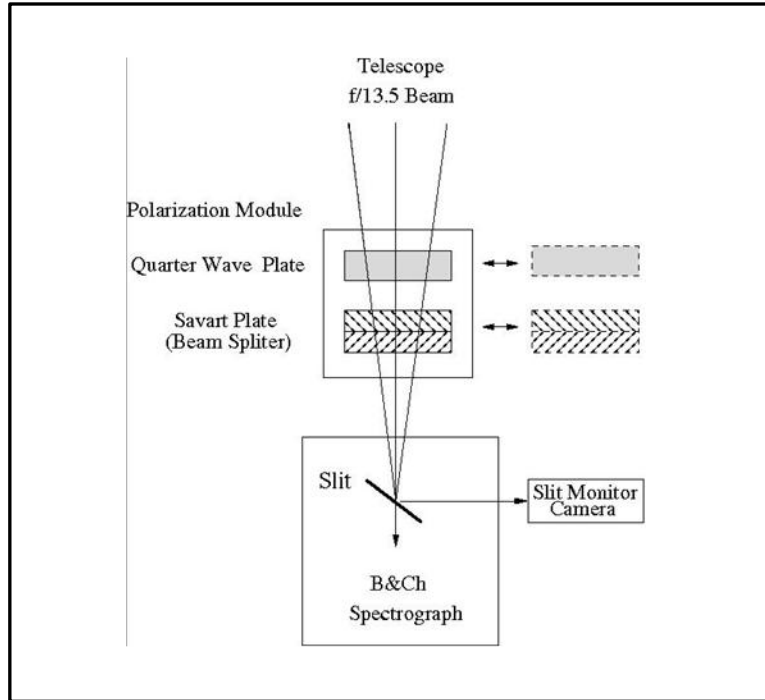 Telescope
f/13.5 Beam
Polarization Module
Quarter Wave Plate
Savart Plate
(Beam Spliter)
Slit
Slit Monitor
Camera
B&Ch
Spectrograph